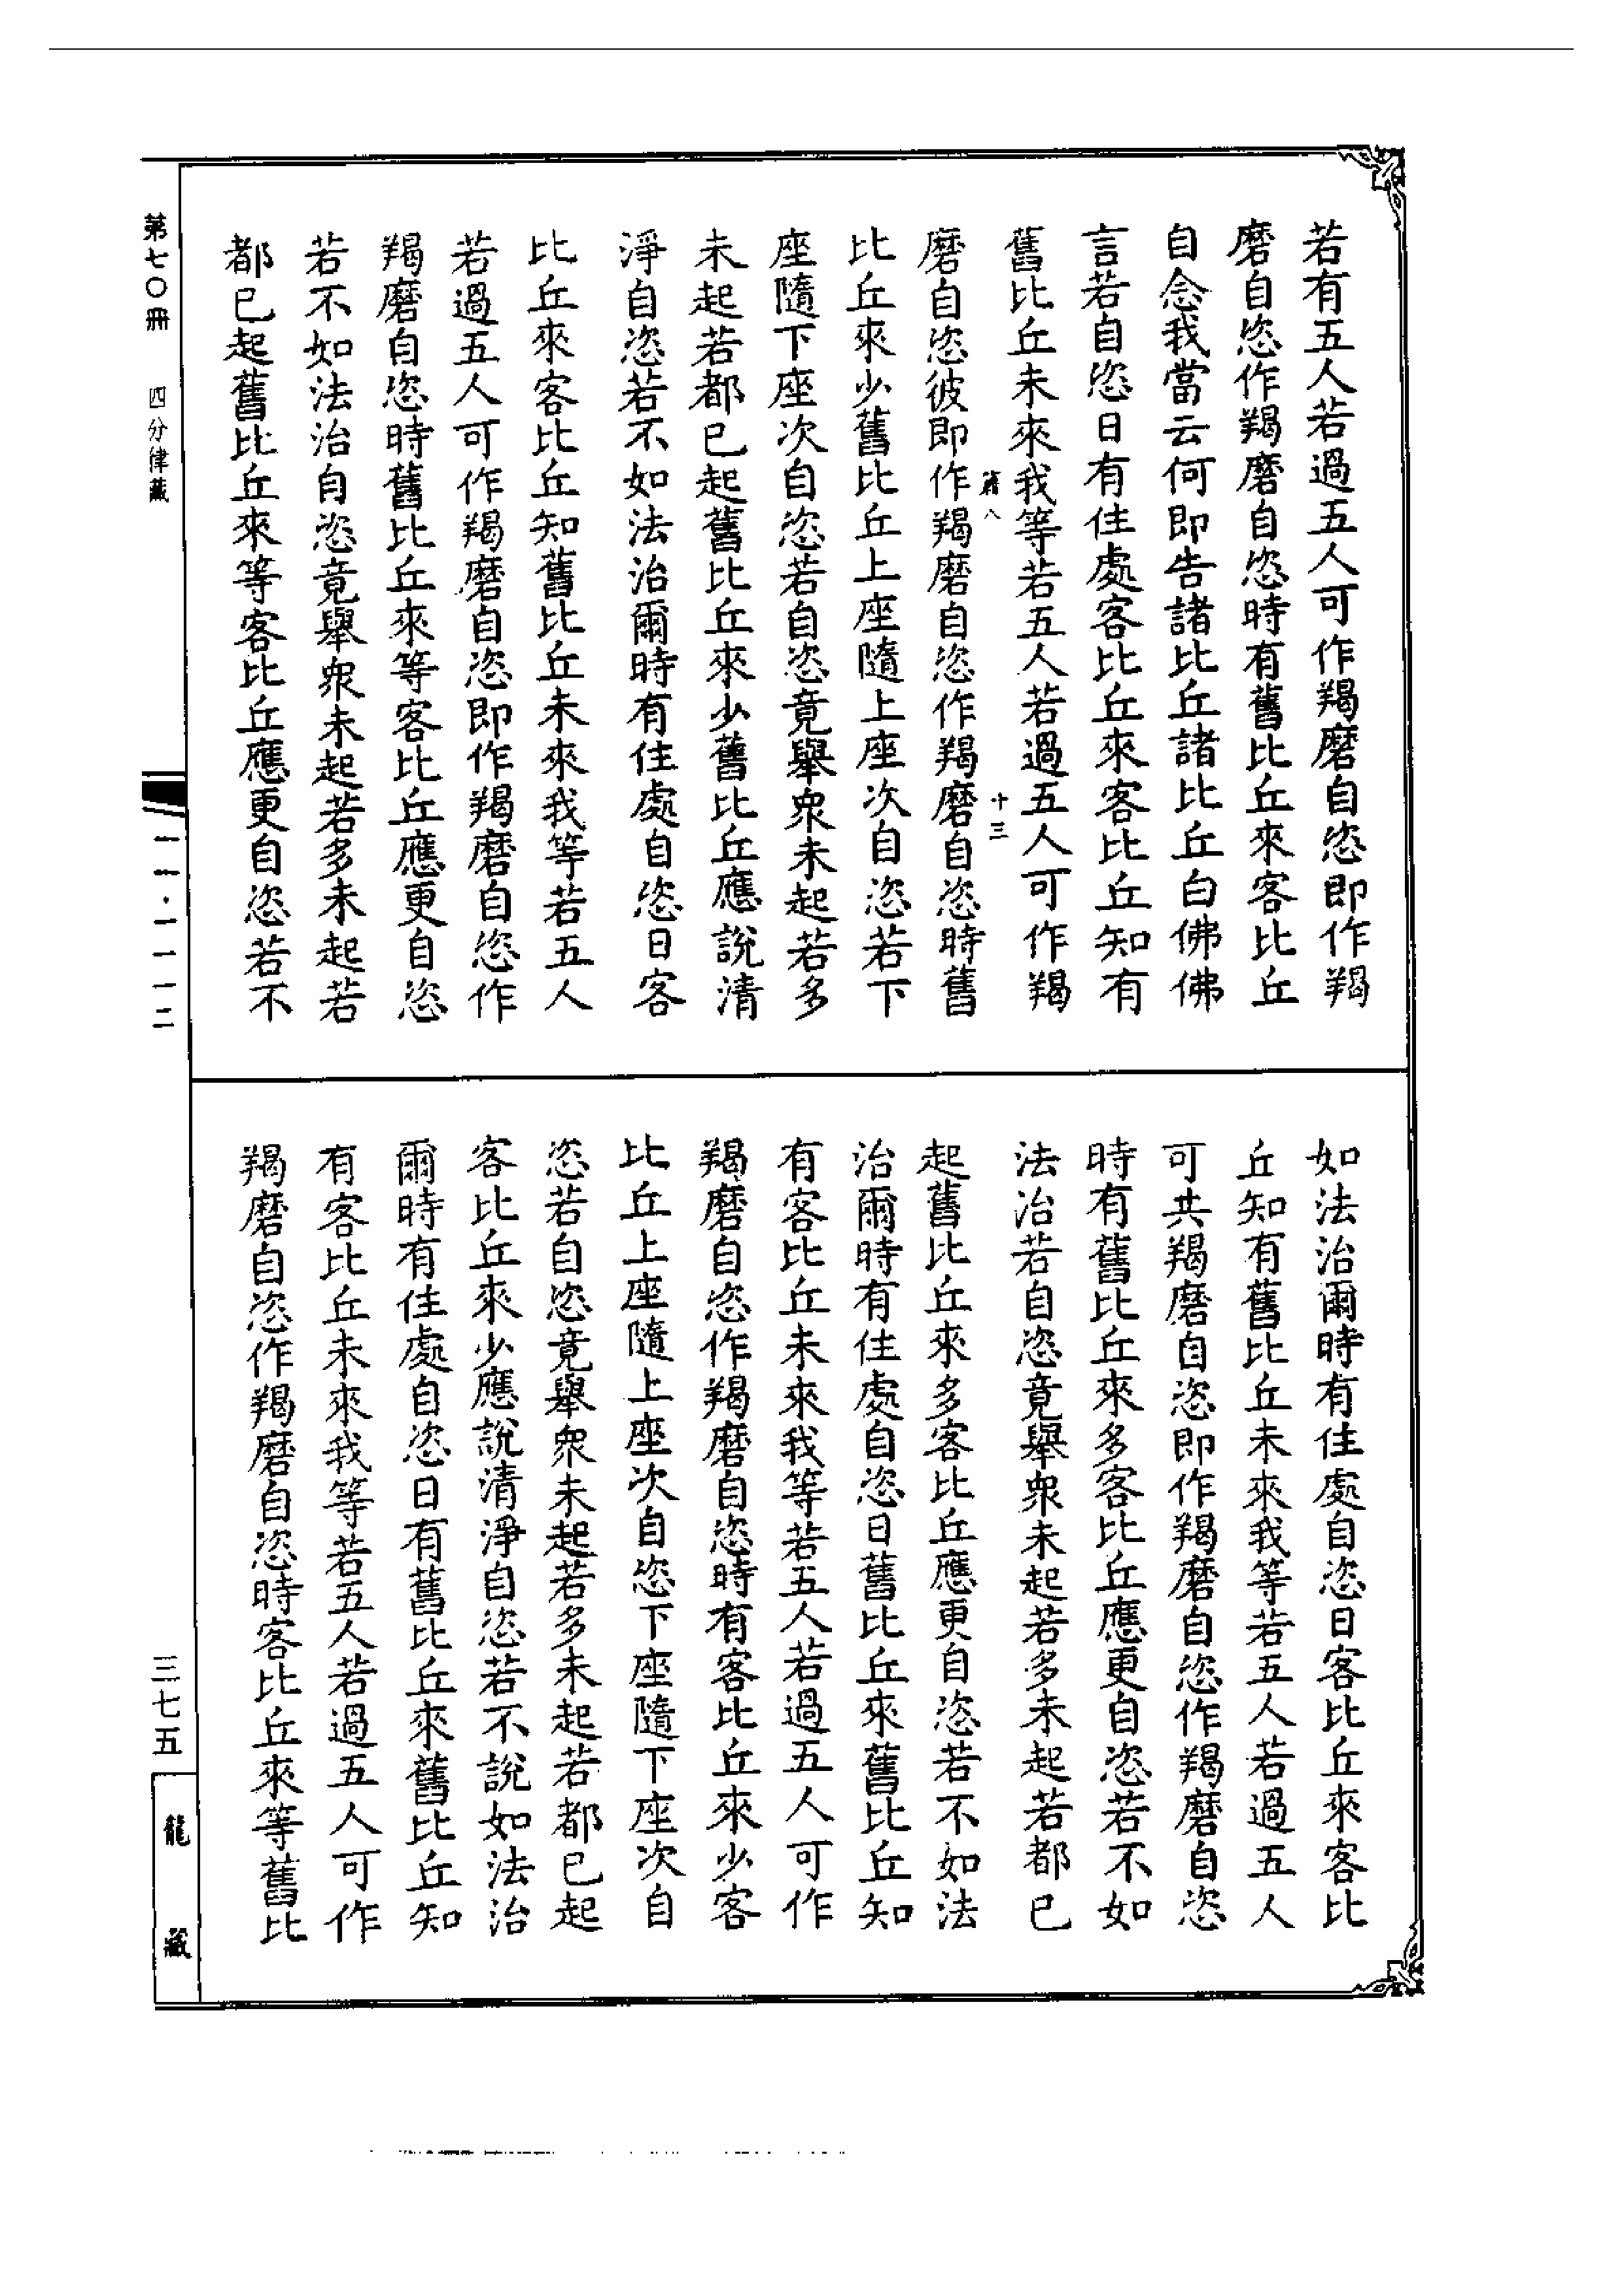 若有五人若過五人可作羯磨自恣即作羯
磨自恣作羯磨自恣時有舊比丘來客比丘
自念我當云何即告諸比丘諸比丘白佛佛
言若自恣日有住處客比丘來客比丘知有
舊比丘未來我等若五人若過五人可作羯
籍八 十三
磨自恣彼即作羯磨自恣作羯磨自恣時舊
比丘來少舊比丘上座隨上座次自恣若下
座隨下座次自恣若自恣竟舉衆未起若多
未起若都已起舊比丘來少舊比丘應說清
淨自恣若不如法治爾時有住處自恣日客
比丘來客比丘知舊比丘未來我等若五人
若過五人可作羯磨自恣即作羯磨自恣作
羯磨自恣時舊比丘來等客比丘應更自恣
若不如法治自恣竟舉衆未起若多未起若
都已起舊比丘來等客比丘應更自恣若不
如法治爾時有住處自恣日客比丘來客比
丘知有舊比丘未來我等若五人若過五人
可共羯磨自恣即作羯磨自恣作羯磨自恣
時有舊比丘來多客比丘應更自恣若不如
法治若自恣竟舉衆未起若多未起若都已
起舊比丘來多客比丘應更自恣若不如法
治爾時有住處自恣日舊比丘來舊比丘知
有客比丘未來我等若五人若過五人可作
羯磨自恣作羯磨自恣時有客比丘來少客
比丘上座隨上座次自恣下座隨下座次自
恣若自恣竟舉衆未起若多未起若都已起
客比丘來少應說清淨自恣若不說如法治
爾時有住處自恣日有舊比丘來舊比丘知
有客比丘未來我等若五人若過五人可作
羯磨自恣作羯磨自恣時客比丘來等舊比
第七〇冊 四分律藏
一一·一一一二
三七五
龍藏